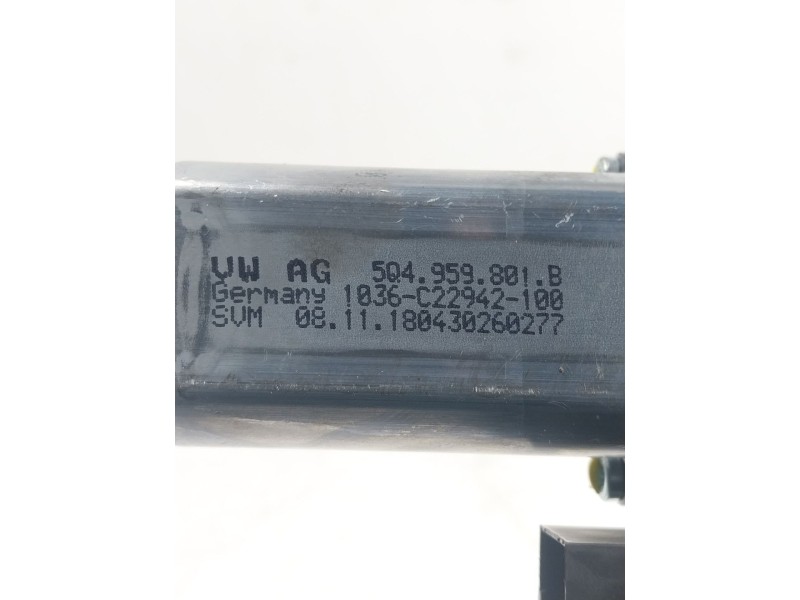 VW AG 5Q4.959.801.B
Germany 1036-C22942-100
SVM 08.11.180430260277